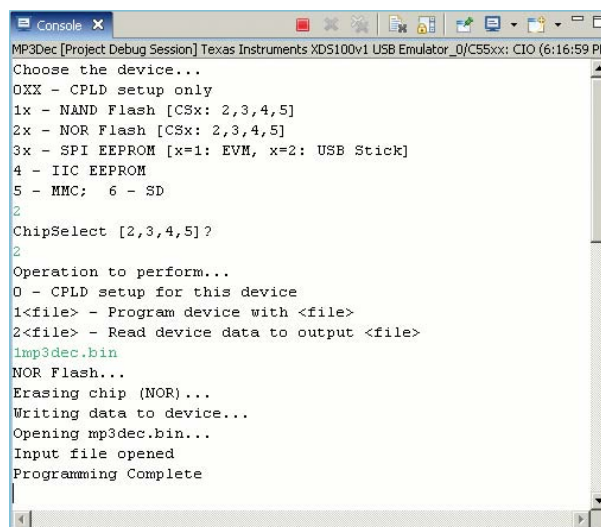 Console
MP3Dec [Project Debug Session] Texas Instruments XDS100v1 USB Emulator_0/C55xx: CIO (6:16:59 P
Choose the device...
0XX - CPLD setup only
1x - NAND Flash [CSx: 2,3,4,5]
2x - NOR Flash [CSx: 2,3,4,5]
3x - SPI EEPROM [x=1: EVM, x=2: USB Stick]
4 - IIC EEPROM
5 - MMC;  6 - SD
2
ChipSelect [2,3,4,5]?
2
Operation to perform...
0 - CPLD setup for this device
1<file> - Program device with <file>
2<file> - Read device data to output <file>
1mp3dec.bin
NOR Flash...
Erasing chip (NOR)...
Writing data to device...
Opening mp3dec.bin...
Input file opened
Programming Complete